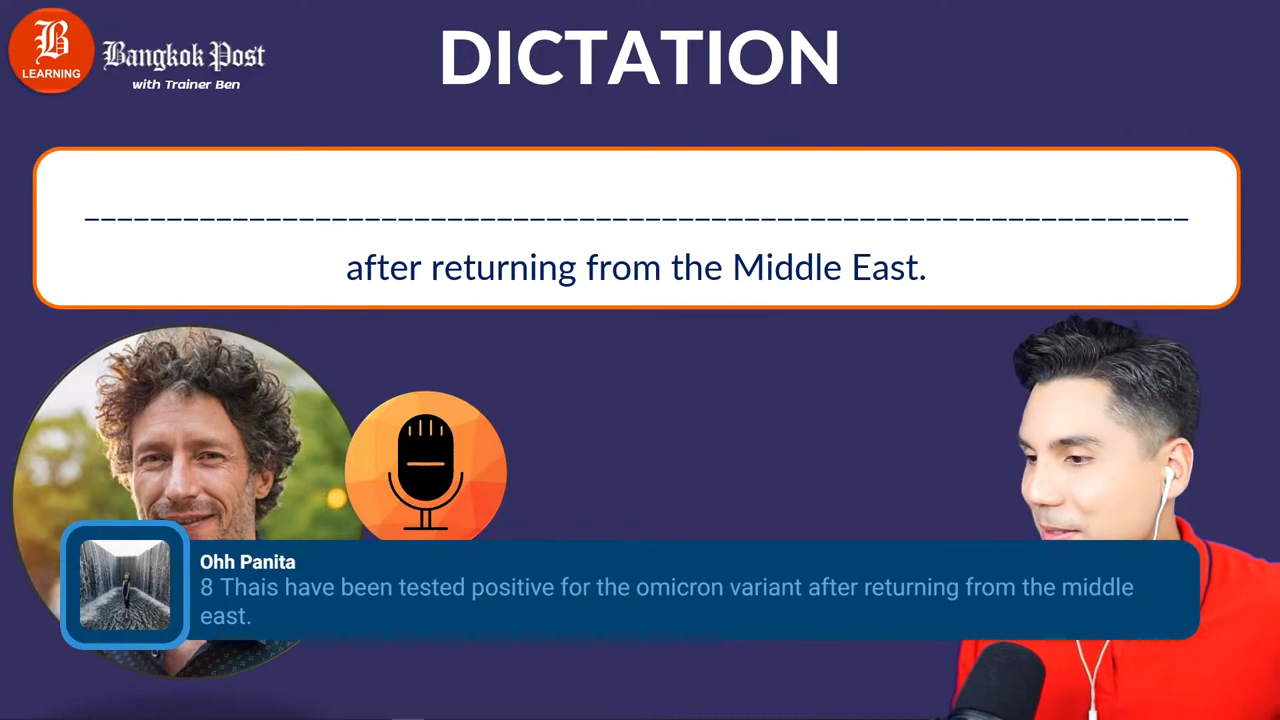 B
LEARNING
Bangkok Post
with Trainer Ben
DICTATION
___________________________________________________________________
after returning from the Middle East.
Ohh Panita
8 Thais have been tested positive for the omicron variant after returning from the middle
east.